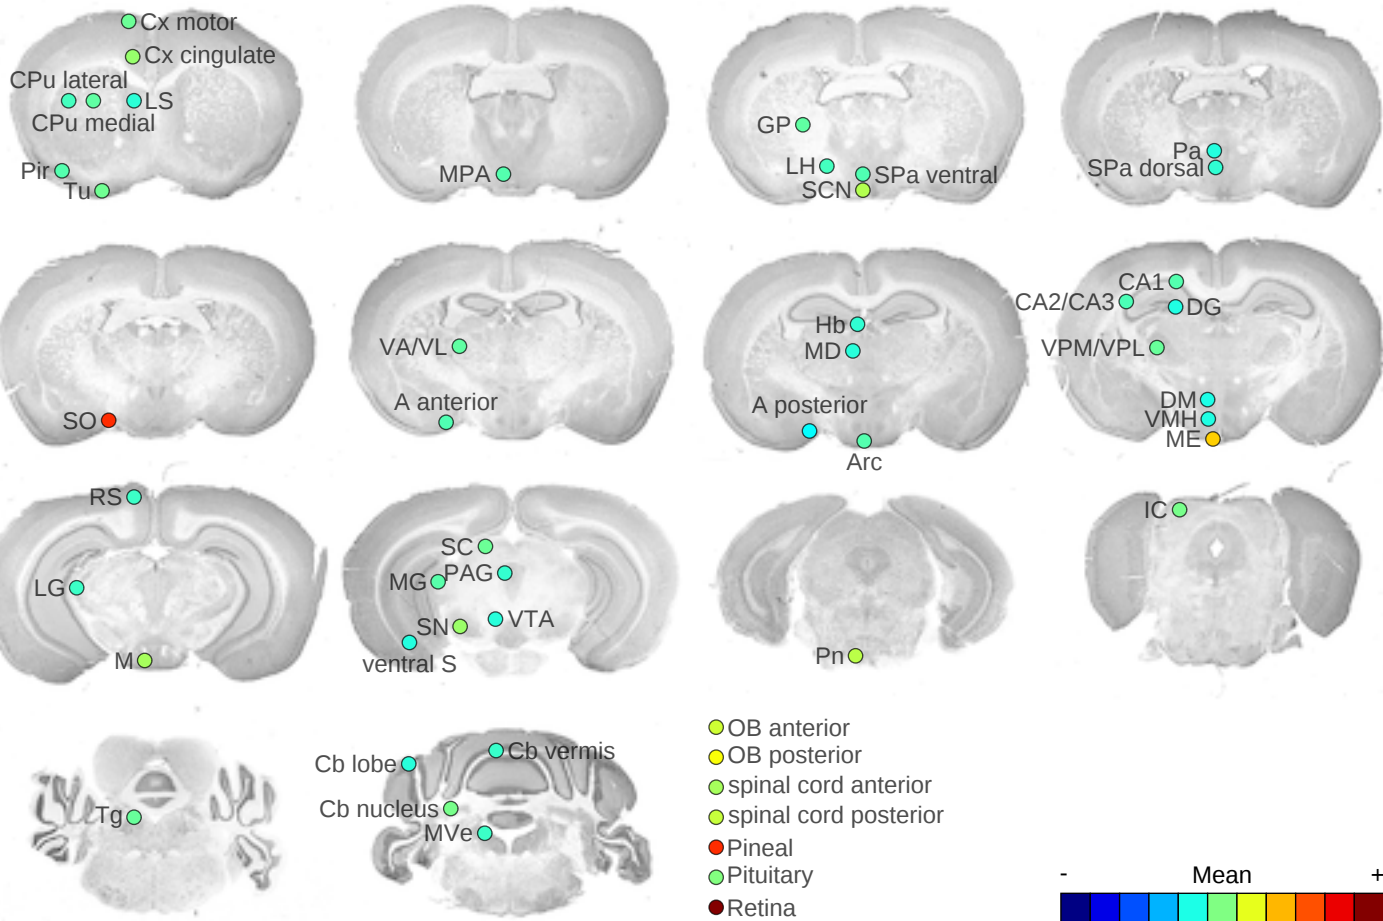 Cx motor
Cx cingulate
CPu lateral
LS
CPu medial
Pir
Tu
MPA
GP
LH
SPa ventral
SCN
Pa
SPa dorsal
SO
VA/VL
A anterior
Hb
MD
A posterior
Arc
CA1
CA2/CA3
DG
VPM/VPL
DM
VMH
ME
RS
LG
M
SC
MG
PAG
SN
VTA
ventral S
Pn
IC
Tg
Cb lobe
Cb vermis
Cb nucleus
MVe
OB anterior
OB posterior
spinal cord anterior
spinal cord posterior
Pineal
Pituitary
Retina
- Mean +